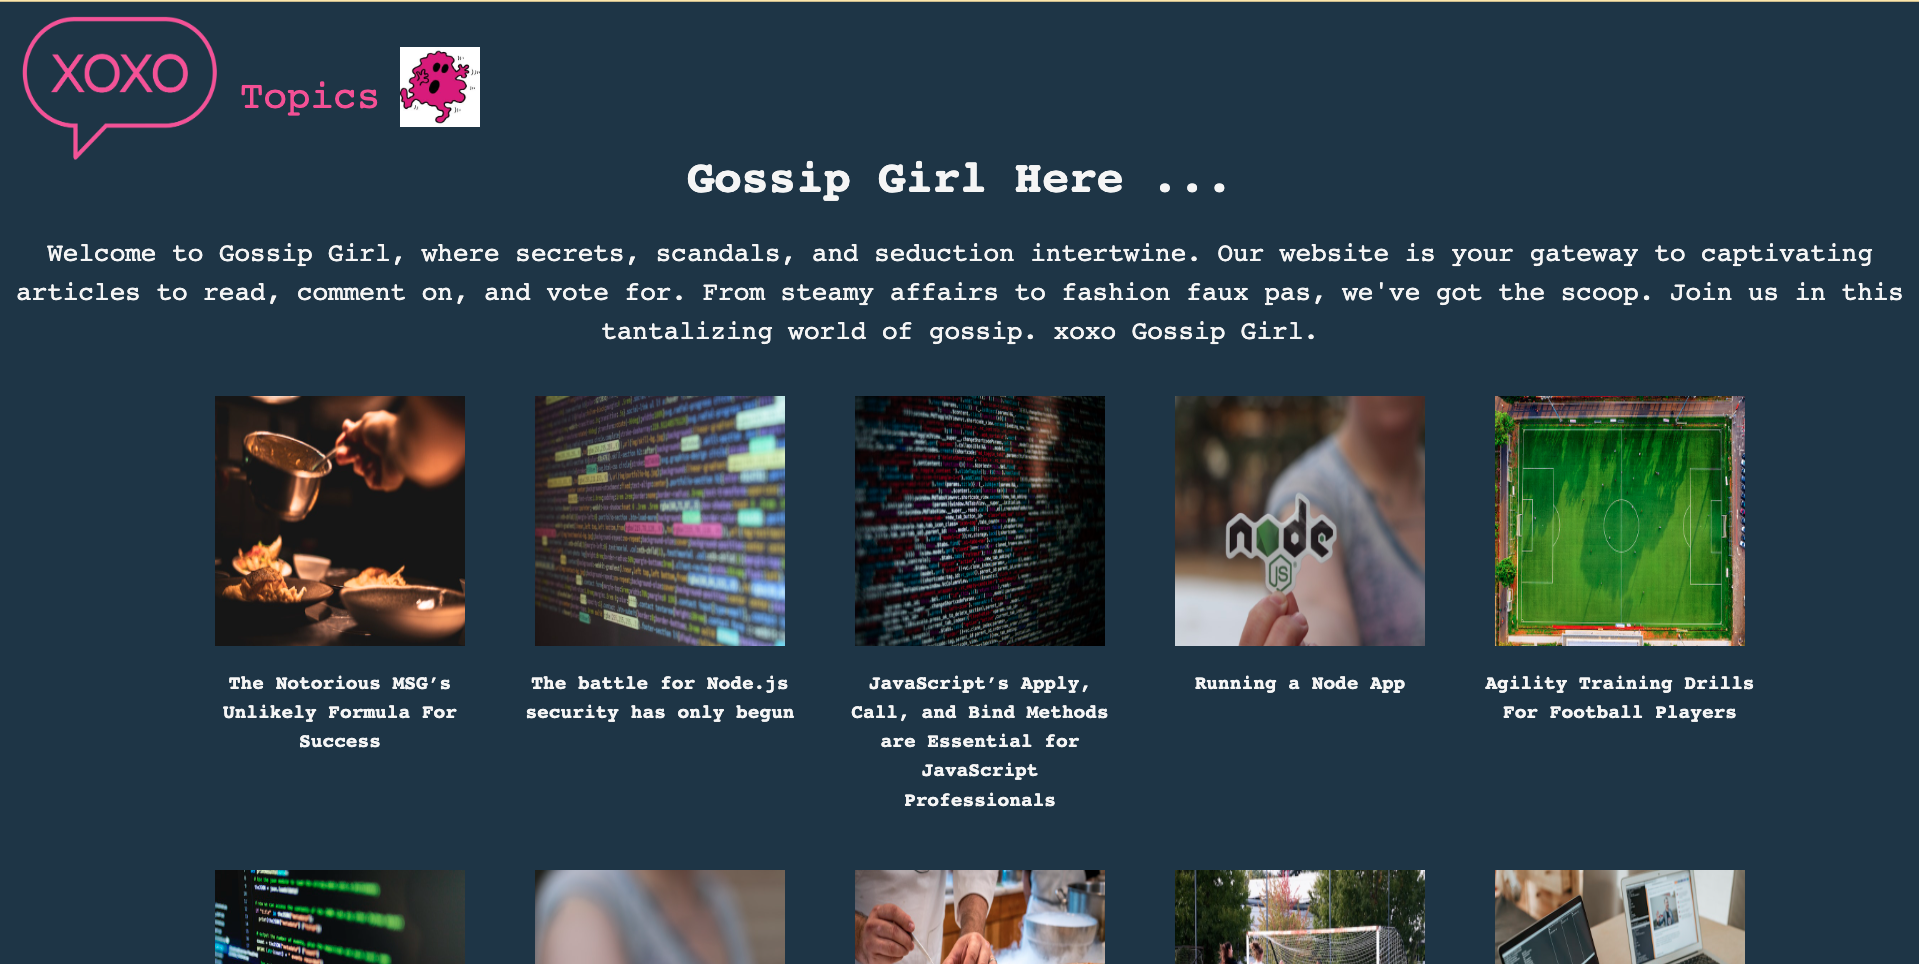 XOXO
Topics
Gossip Girl Here ...
Welcome to Gossip Girl, where secrets, scandals, and seduction intertwine. Our website is your gateway to captivating
articles to read, comment on, and vote for. From steamy affairs to fashion faux pas, we've got the scoop. Join us in this
tantalizing world of gossip. xoxo Gossip Girl.
node
JS
The Notorious MSG’s
Unlikely Formula For
Success
The battle for Node.js
security has only begun
JavaScript’s Apply,
Call, and Bind Methods
are Essential for
JavaScript
Professionals
Running a Node App
Agility Training Drills
For Football Players